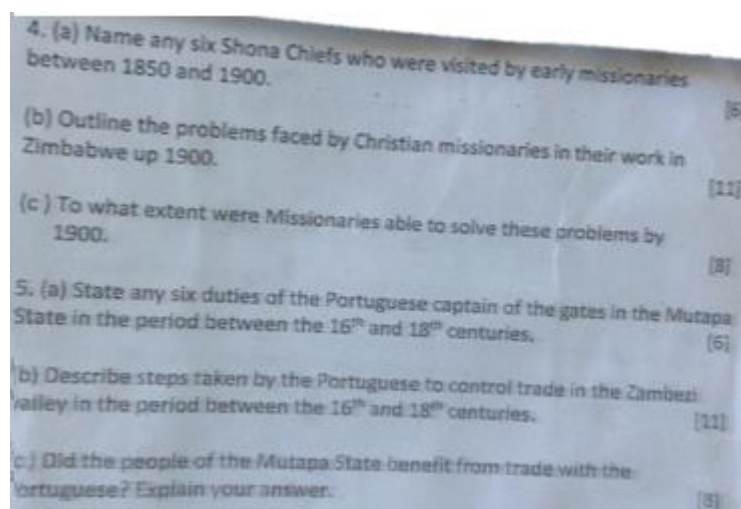 4. (a) Name any six Shona Chiefs who were visited by early missionaries
between 1850 and 1900.
[6
(b) Outline the problems faced by Christian missionaries in their work in
Zimbabwe up 1900.
[11]
(c) To what extent were Missionaries able to solve these problems by
1900.
[8]
5. (a) State any six duties of the Portuguese captain of the gates in the Mutapa
State in the period between the 16th and 18th centuries.
[6]
b) Describe steps taken by the Portuguese to control trade in the Zambezi
valley in the period between the 16th and 18th centuries.
[11]
c) Did the people of the Mutapa State benefit from trade with the
ortuguese? Explain your answer.
[8]